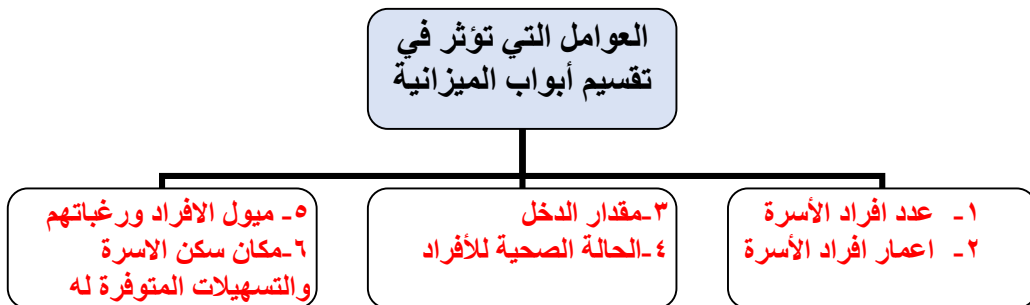 العوامل التي تؤثر في
تقسيم أبواب الميزانية
١- عدد افراد الأسرة
٢- اعمار افراد الأسرة
٣-مقدار الدخل
٤-الحالة الصحية للأفراد
٥- ميول الافراد ورغباتهم
٦-مكان سكن الاسرة
والتسهيلات المتوفرة له